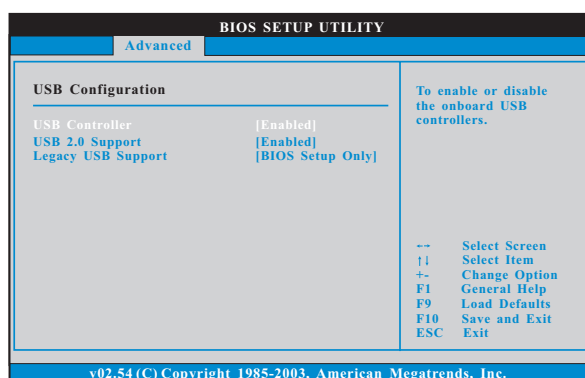 BIOS SETUP UTILITY
Advanced
USB Configuration
USB Controller [Enabled]
USB 2.0 Support [Enabled]
Legacy USB Support [BIOS Setup Only]
To enable or disable
the onboard USB
controllers.
←→ Select Screen
↑↓ Select Item
+- Change Option
F1 General Help
F9 Load Defaults
F10 Save and Exit
ESC Exit
v02.54 (C) Copyright 1985-2003, American Megatrends, Inc.